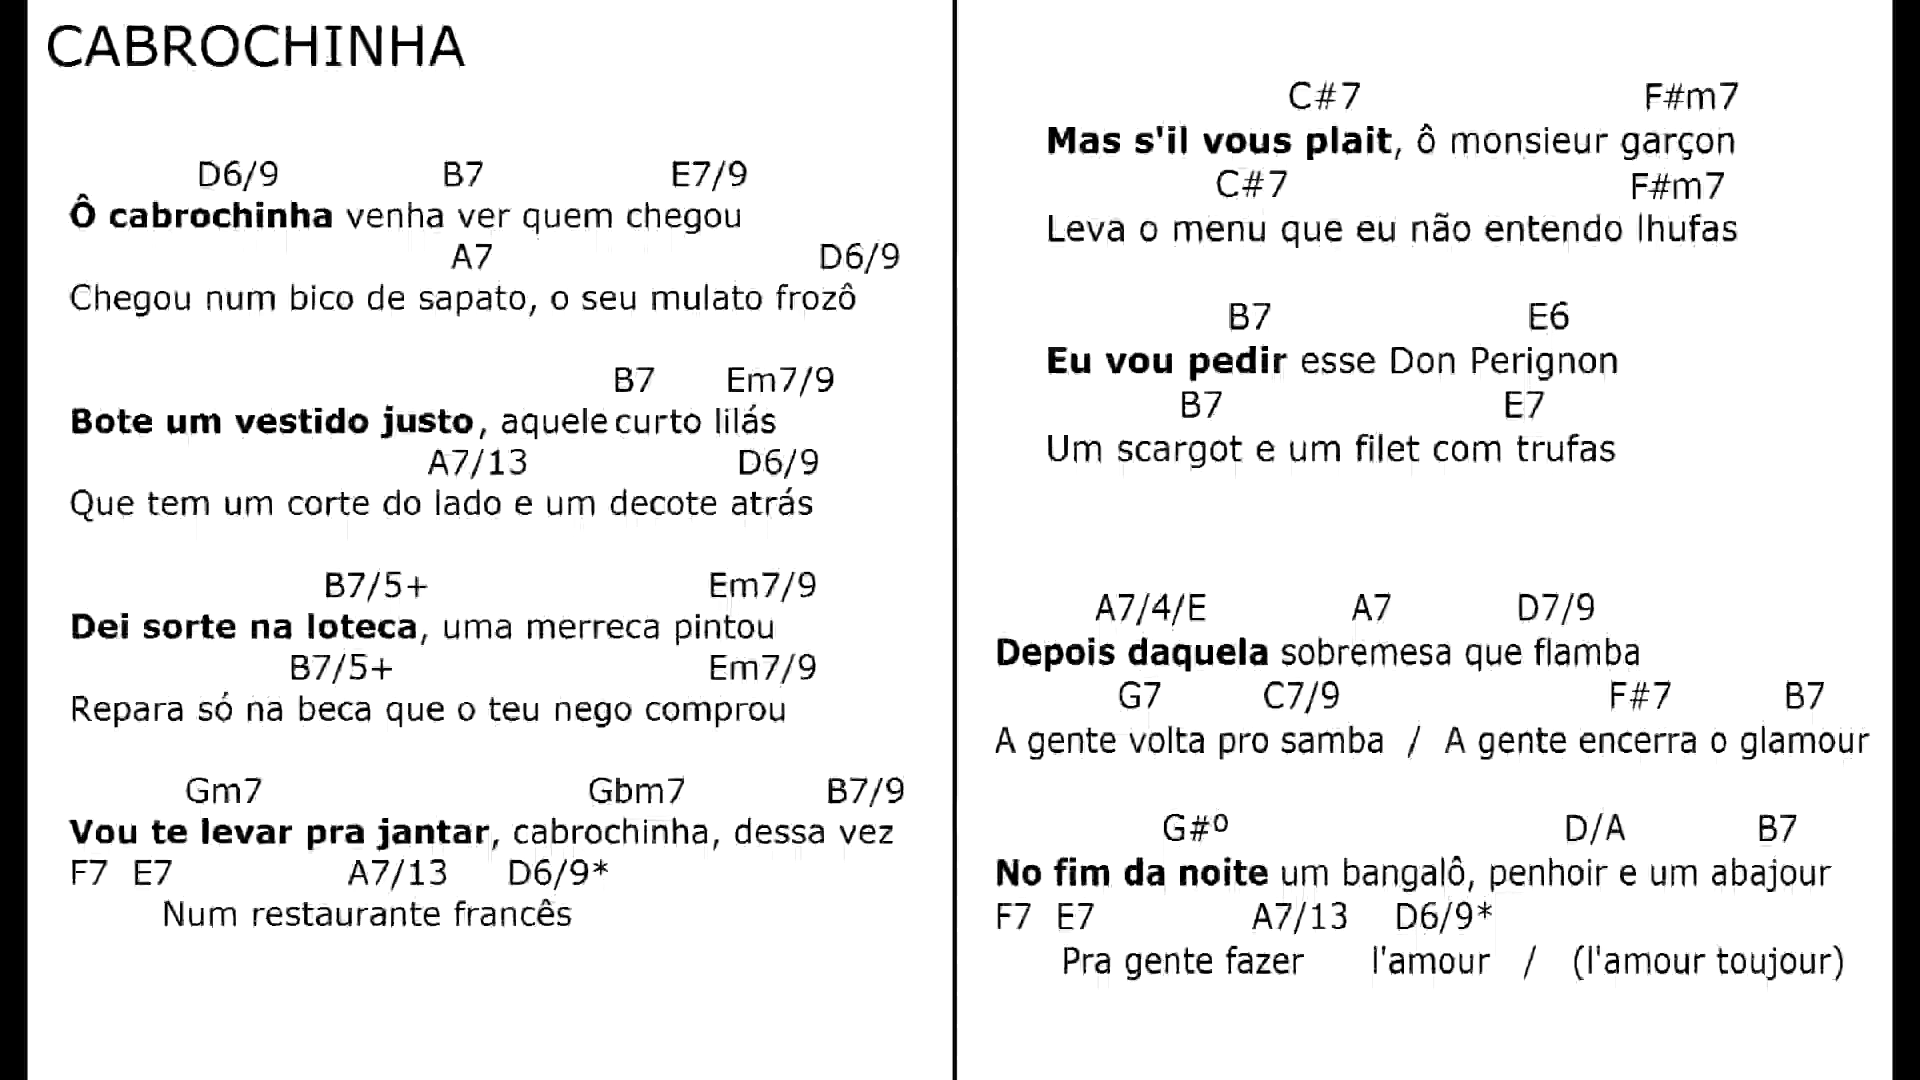 CABROCHINHA
D6/9 B7 E7/9
Ô cabrochinha venha ver quem chegou
A7 D6/9
Chegou num bico de sapato, o seu mulato frozô
B7 Em7/9
Bote um vestido justo, aquele curto lilás
A7/13 D6/9
Que tem um corte do lado e um decote atrás
B7/5+ Em7/9
Dei sorte na loteca, uma merreca pintou
B7/5+ Em7/9
Repara só na beca que o teu nego comprou
Gm7 Gbm7 B7/9
Vou te levar pra jantar, cabrochinha, dessa vez
F7 E7 A7/13 D6/9*
Num restaurante francês
C#7 F#m7
Mas s'il vous plait, ô monsieur garçon
C#7 F#m7
Leva o menu que eu não entendo lhufas
B7 E6
Eu vou pedir esse Don Perignon
B7 E7
Um scargot e um filet com trufas
A7/4/E A7 D7/9
Depois daquela sobremesa que flamba
G7 C7/9 F#7 B7
A gente volta pro samba / A gente encerra o glamour
G#º D/A B7
No fim da noite um bangalô, penhoir e um abajour
F7 E7 A7/13 D6/9*
Pra gente fazer l'amour / (l'amour toujour)